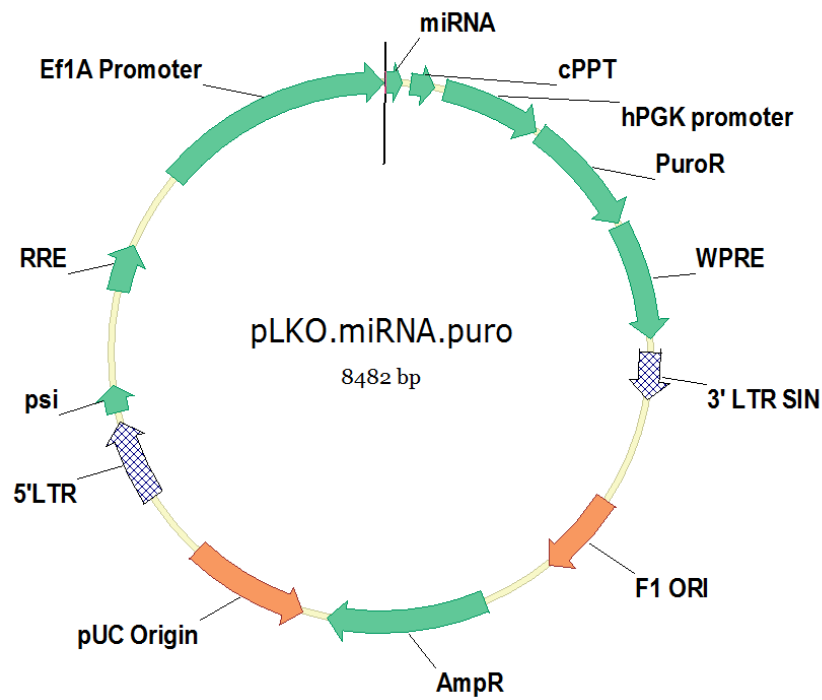 miRNA
Ef1A Promoter
cPPT
hPGK promoter
PuroR
RRE
WPRE
pLKO.miRNA.puro
8482 bp
psi
3' LTR SIN
5'LTR
F1 ORI
pUC Origin
AmpR